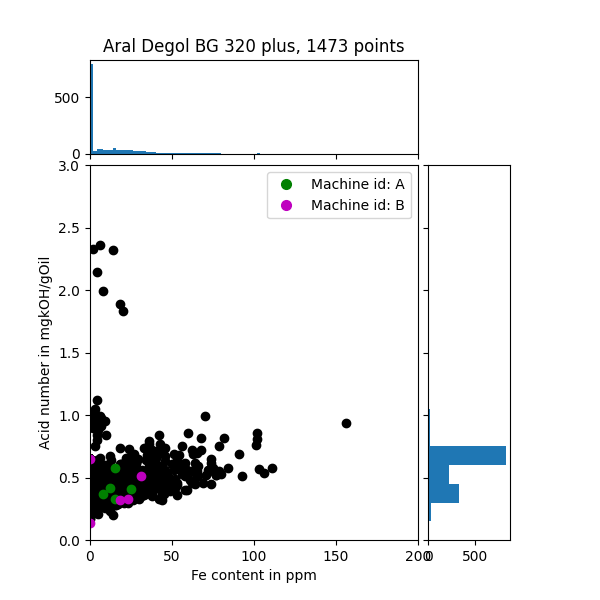 Aral Degol BG 320 plus, 1473 points
500
0
3.0
2.5
2.0
1.5
1.0
0.5
0.0
Acid number in mgkOH/gOil
Machine id: A
Machine id: B
0 50 100 150 200
0 500
Fe content in ppm